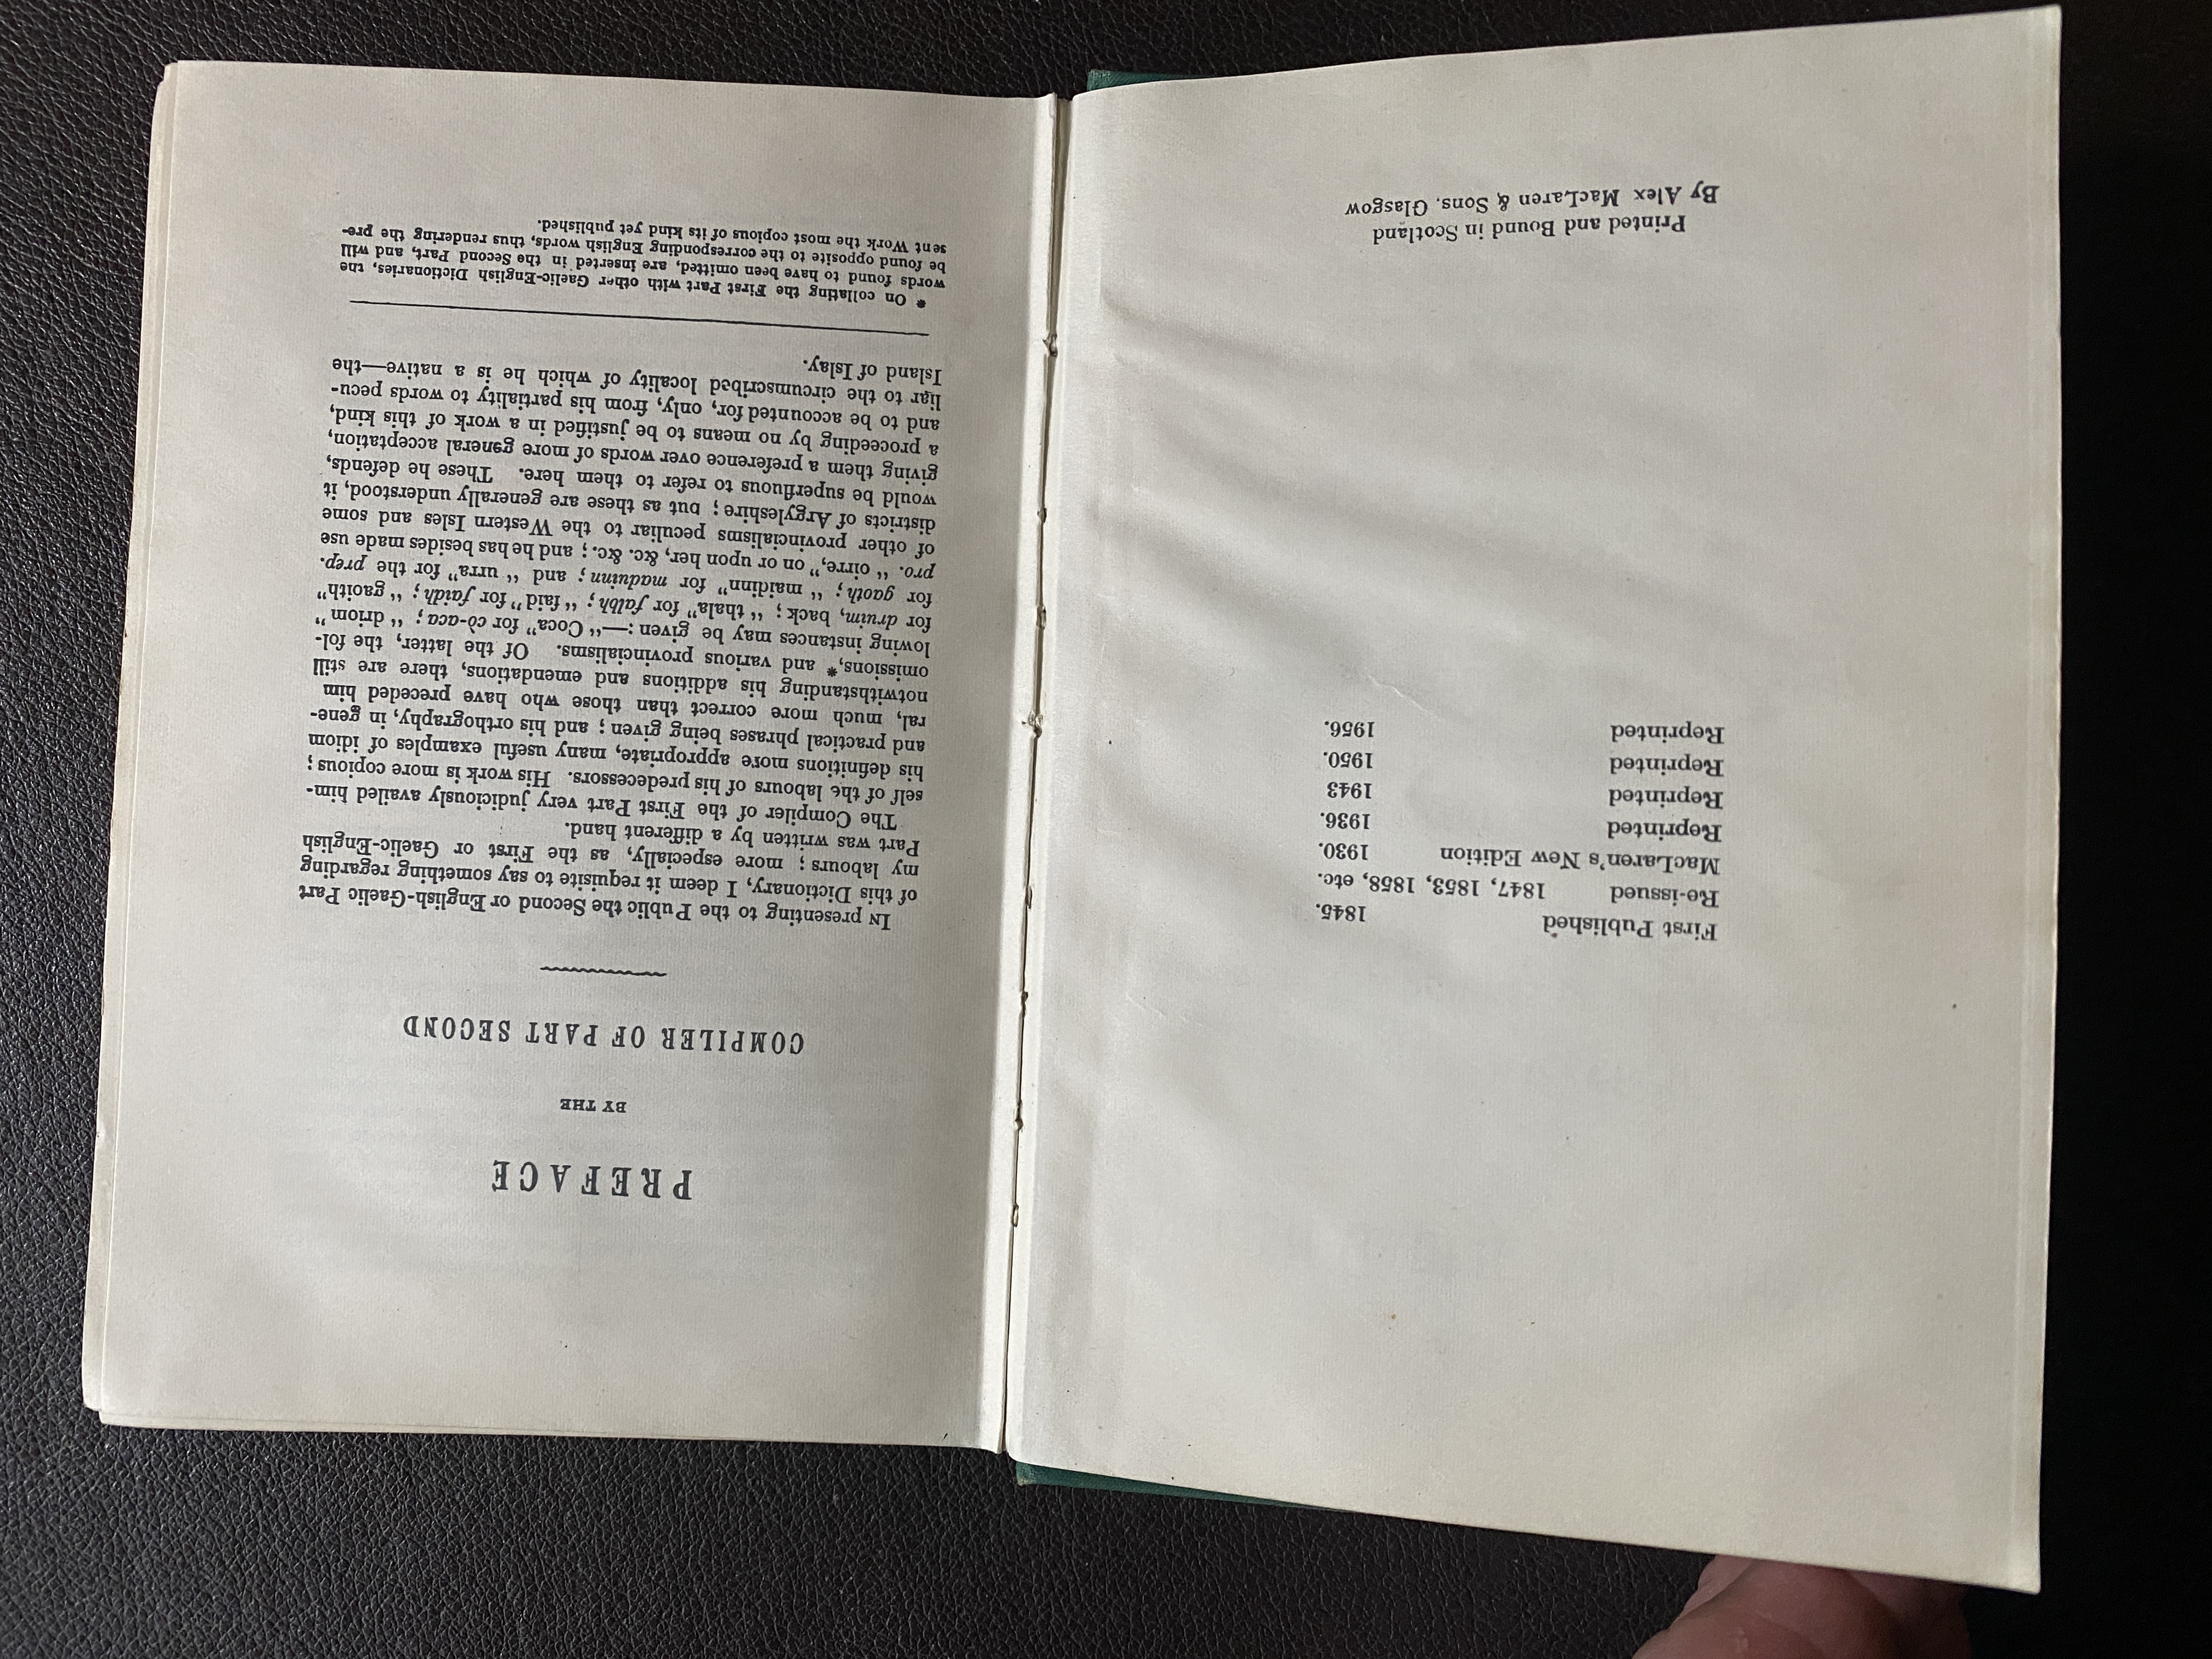 First Published 1845.
Re-issued 1847, 1853, 1858, etc.
MacLaren's New Edition 1930.
Reprinted 1936.
Reprinted 1943
Reprinted 1950.
Reprinted 1956.
Printed and Bound in Scotland
By Alex MacLaren & Sons, Glasgow
PREFACE
BY THE
COMPILER OF PART SECOND
In presenting to the Public the Second or English-Gaelic Part
of this Dictionary, I deem it requisite to say something regarding
my labours; more especially, as the First or Gaelic-English
Part was written by a different hand.
The Compiler of the First Part very judiciously availed him-
self of the labours of his predecessors. His work is more copious;
his definitions more appropriate, many useful examples of idiom
and practical phrases being given; and his orthography, in gene-
ral, much more correct than those who have preceded him
notwithstanding his additions and emendations, there are still
omissions,* and various provincialisms. Of the latter, the fol-
lowing instances may be given:—“Coca” for cò-aca; “driom”
for druim, back; “thala” for falbh; “faid” for faidh; “gaoith”
for gaoth; “maidinn” for maduinn; and “urra” for the prep.
pro. “oirre,” on or upon her, &c. &c.; and he has besides made use
of other provincialisms peculiar to the Western Isles and some
districts of Argyleshire; but as these are generally understood, it
would be superfluous to refer to them here. These he defends,
giving them a preference over words of more general acceptation,
a proceeding by no means to be justified in a work of this kind,
and to be accounted for, only, from his partiality to words pecu-
liar to the circumscribed locality of which he is a native—the
Island of Islay.
* On collating the First Part with other Gaelic-English Dictionaries, the
words found to have been omitted, are inserted in the Second Part, and will
be found opposite to the corresponding English words, thus rendering the pre-
sent Work the most copious of its kind yet published.